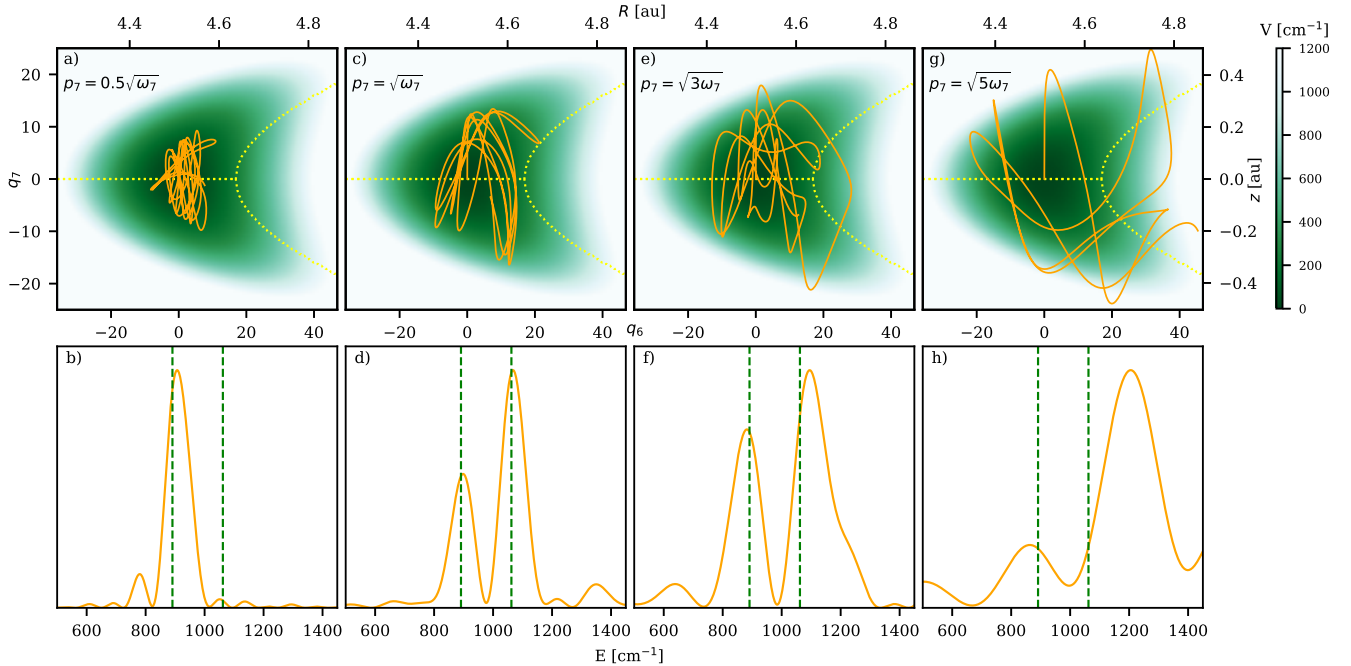 R [au]
4.4 4.6 4.8 4.4 4.6 4.8 4.4 4.6 4.8 4.4 4.6 4.8
V [cm⁻¹]
a) c) e) g)
p₇ = 0.5√ω₇ p₇ = √ω₇ p₇ = √3ω₇ p₇ = √5ω₇
20
10
0
−10
−20
q₇
0.4
0.2
0.0
−0.2
−0.4
z [au]
1200
1000
800
600
400
200
0
−20 0 20 40 −20 0 20 40 −20 0 20 40 −20 0 20 40
q₆
b) d) f) h)
600 800 1000 1200 1400 600 800 1000 1200 1400 600 800 1000 1200 1400 600 800 1000 1200 1400
E [cm⁻¹]